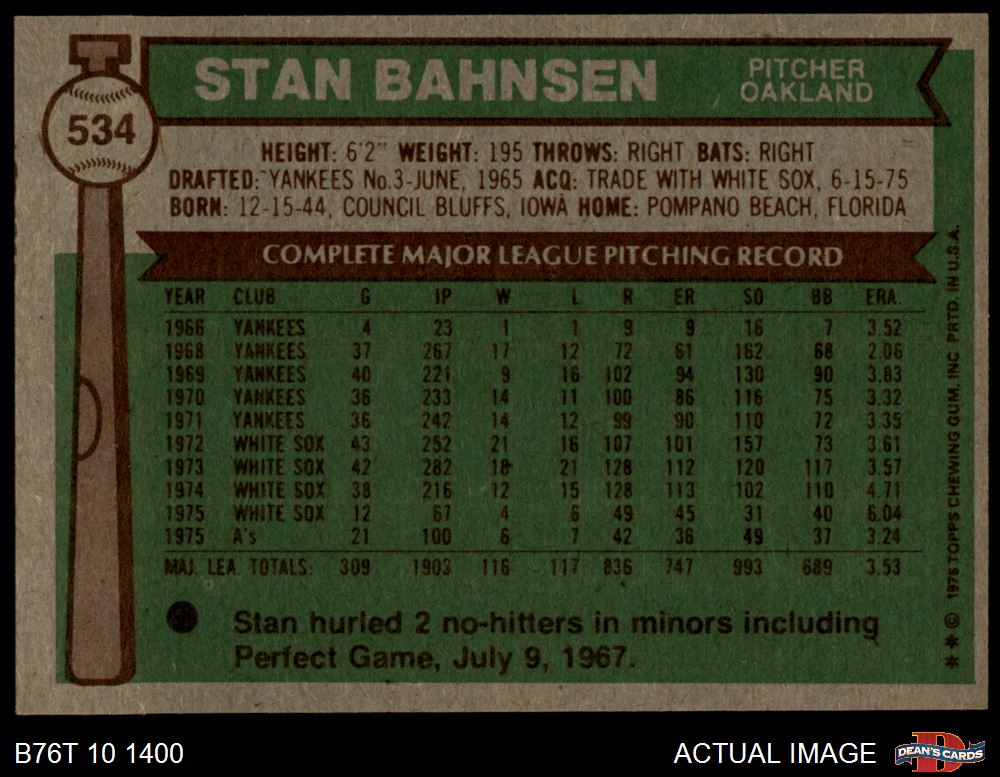 534
STAN BAHNSEN
PITCHER
OAKLAND
HEIGHT: 6'2" WEIGHT: 195 THROWS: RIGHT BATS: RIGHT
DRAFTED: YANKEES No.3-JUNE, 1965 ACQ: TRADE WITH WHITE SOX, 6-15-75
BORN: 12-15-44, COUNCIL BLUFFS, IOWA HOME: POMPANO BEACH, FLORIDA
COMPLETE MAJOR LEAGUE PITCHING RECORD
YEAR CLUB G IP W L R ER SO BB ERA
1966 YANKEES 4 23 1 1 9 9 16 7 3.52
1968 YANKEES 37 267 17 12 72 61 162 68 2.06
1969 YANKEES 40 221 9 16 102 94 130 90 3.83
1970 YANKEES 36 233 14 11 100 86 116 75 3.32
1971 YANKEES 36 242 14 12 99 90 110 72 3.35
1972 WHITE SOX 43 252 21 16 107 101 157 73 3.61
1973 WHITE SOX 42 282 18 21 128 112 120 117 3.57
1974 WHITE SOX 38 216 12 15 128 113 102 110 4.71
1975 WHITE SOX 12 67 4 6 49 45 31 40 6.04
1975 A's 21 100 6 7 42 36 49 37 3.24
MAJ. LEA. TOTALS: 309 1903 116 117 836 747 993 689 3.53
Stan hurled 2 no-hitters in minors including
Perfect Game, July 9, 1967.
** © 1976 TOPPS CHEWING GUM, INC. PRTD. IN U.S.A.
B76T 10 1400
ACTUAL IMAGE
D
DEAN'S CARDS